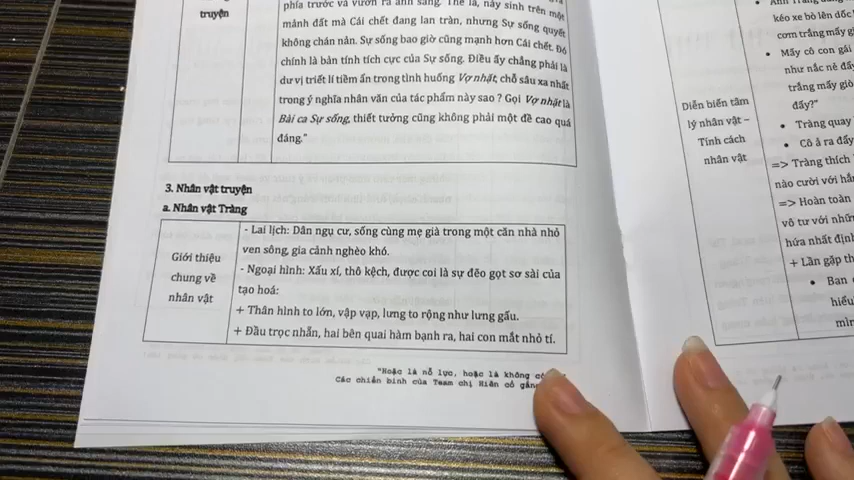 phía trước và vươn ra ánh sáng. Thế là, nảy sinh trên một
truyện
mảnh đất mà Cái chết đang lan tràn, nhưng Sự sống quyết
không chán nản. Sự sống bao giờ cũng mạnh hơn Cái chết. Đó
chính là bản tính tích cực của Sự sống. Điều ấy chẳng phải là
dư vị triết lí tiềm ẩn trong tình huống Vợ nhặt, chỗ sâu xa nhất
trong ý nghĩa nhân văn của tác phẩm này sao ? Gọi Vợ nhặt là
Bài ca Sự sống, thiết tưởng cũng không phải một đề cao quá
đáng."
3. Nhân vật truyện
a. Nhân vật Tràng
Giới thiệu
chung về
nhân vật
- Lai lịch: Dân ngụ cư, sống cùng mẹ già trong một căn nhà nhỏ
ven sông, gia cảnh nghèo khó.
- Ngoại hình: Xấu xí, thô kệch, được coi là sự đẽo gọt sơ sài của
tạo hoá:
+ Thân hình to lớn, vập vạp, lưng to rộng như lưng gấu.
+ Đầu trọc nhẵn, hai bên quai hàm bạnh ra, hai con mắt nhỏ tí.
"Hoặc là nỗ lực, hoặc là không
Các chiến binh của Team chị Hiên cố
Diễn biến tâm
lý nhân vật –
Tính cách
nhân vật
• Anh Tràng
kéo xe bò lên dốc
cơm trắng mấy
• Mấy cô con gái
như nắc nẻ đẩy
trắng mấy giò
đấy?"
• Tràng quay
• Cô ả ra đẩy
=> Tràng thích
nào cười với
=> Hoàn toàn
vô tư với
hứa nhất định
+ Lần gặp
• Ban